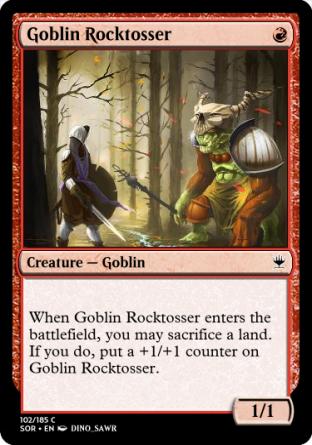 Goblin Rocktosser
Creature — Goblin
When Goblin Rocktosser enters the
battlefield, you may sacrifice a land.
If you do, put a +1/+1 counter on
Goblin Rocktosser.
1/1
102/185 C
SOR • EN DINO_SAWR